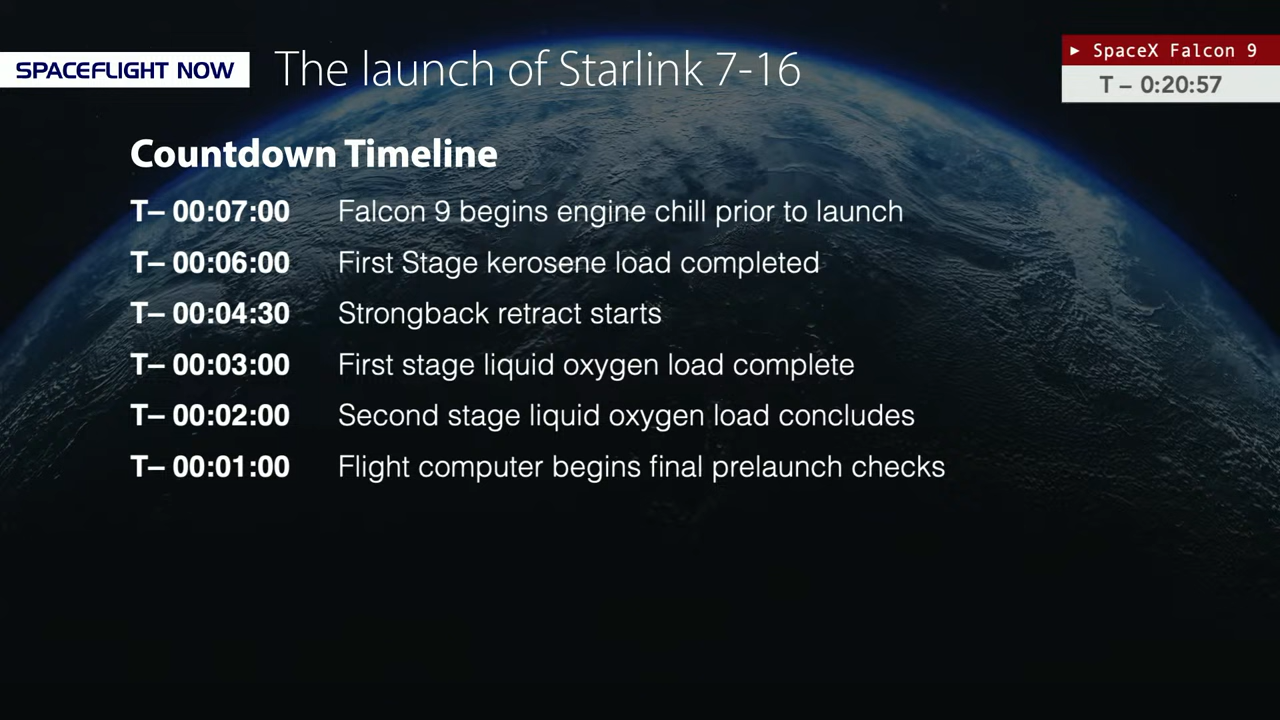 SPACEFLIGHT NOW
The launch of Starlink 7-16
▶ SpaceX Falcon 9
T – 0:20:57
Countdown Timeline
T– 00:07:00 Falcon 9 begins engine chill prior to launch
T– 00:06:00 First Stage kerosene load completed
T– 00:04:30 Strongback retract starts
T– 00:03:00 First stage liquid oxygen load complete
T– 00:02:00 Second stage liquid oxygen load concludes
T– 00:01:00 Flight computer begins final prelaunch checks